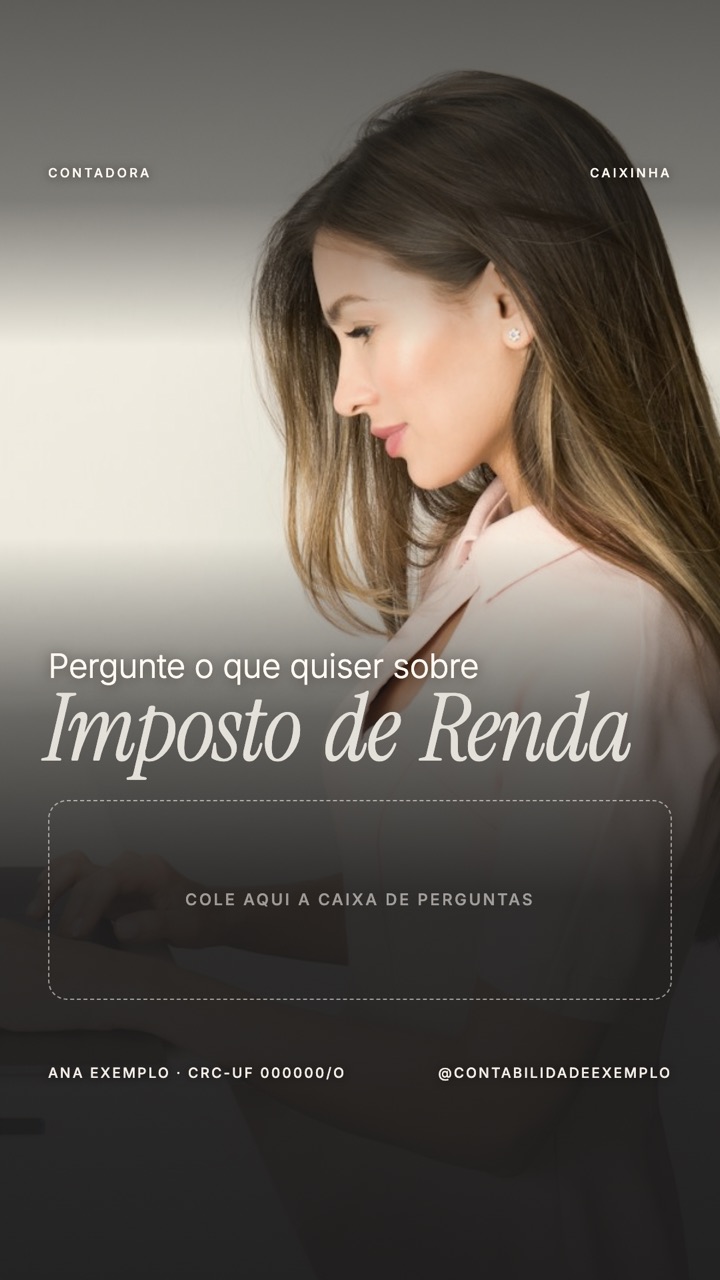 CONTADORA
CAIXINHA
Pergunte o que quiser sobre
Imposto de Renda
COLE AQUI A CAIXA DE PERGUNTAS
ANA EXEMPLO · CRC-UF 000000/O
@CONTABILIDADEEXEMPLO